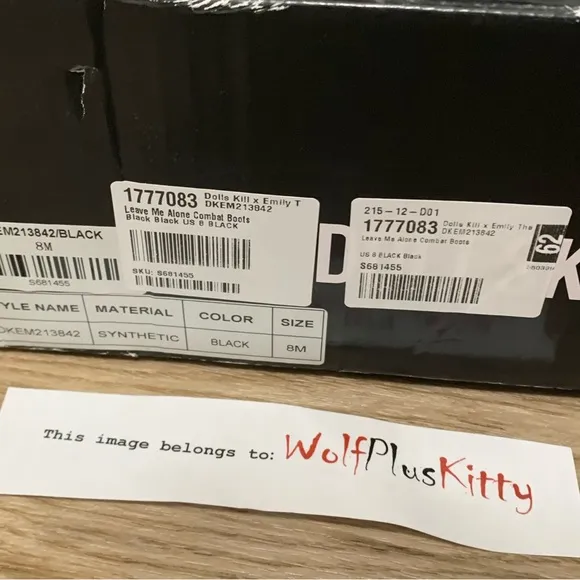 1777083 Dolls Kill x Emily T
DKEM213842
Leave Me Alone Combat Boots
Black Black US 8 BLACK
SKU: S681455
215-12-D01
1777083 Dolls Kill x Emily The
DKEM213842
Leave Me Alone Combat Boots
US 8 BLACK Black
S681455
62
D
K
EM213842/BLACK
8M
S681455
YLE NAME MATERIAL COLOR SIZE
DKEM213842 SYNTHETIC BLACK 8M
This image belongs to: WolfPlusKitty